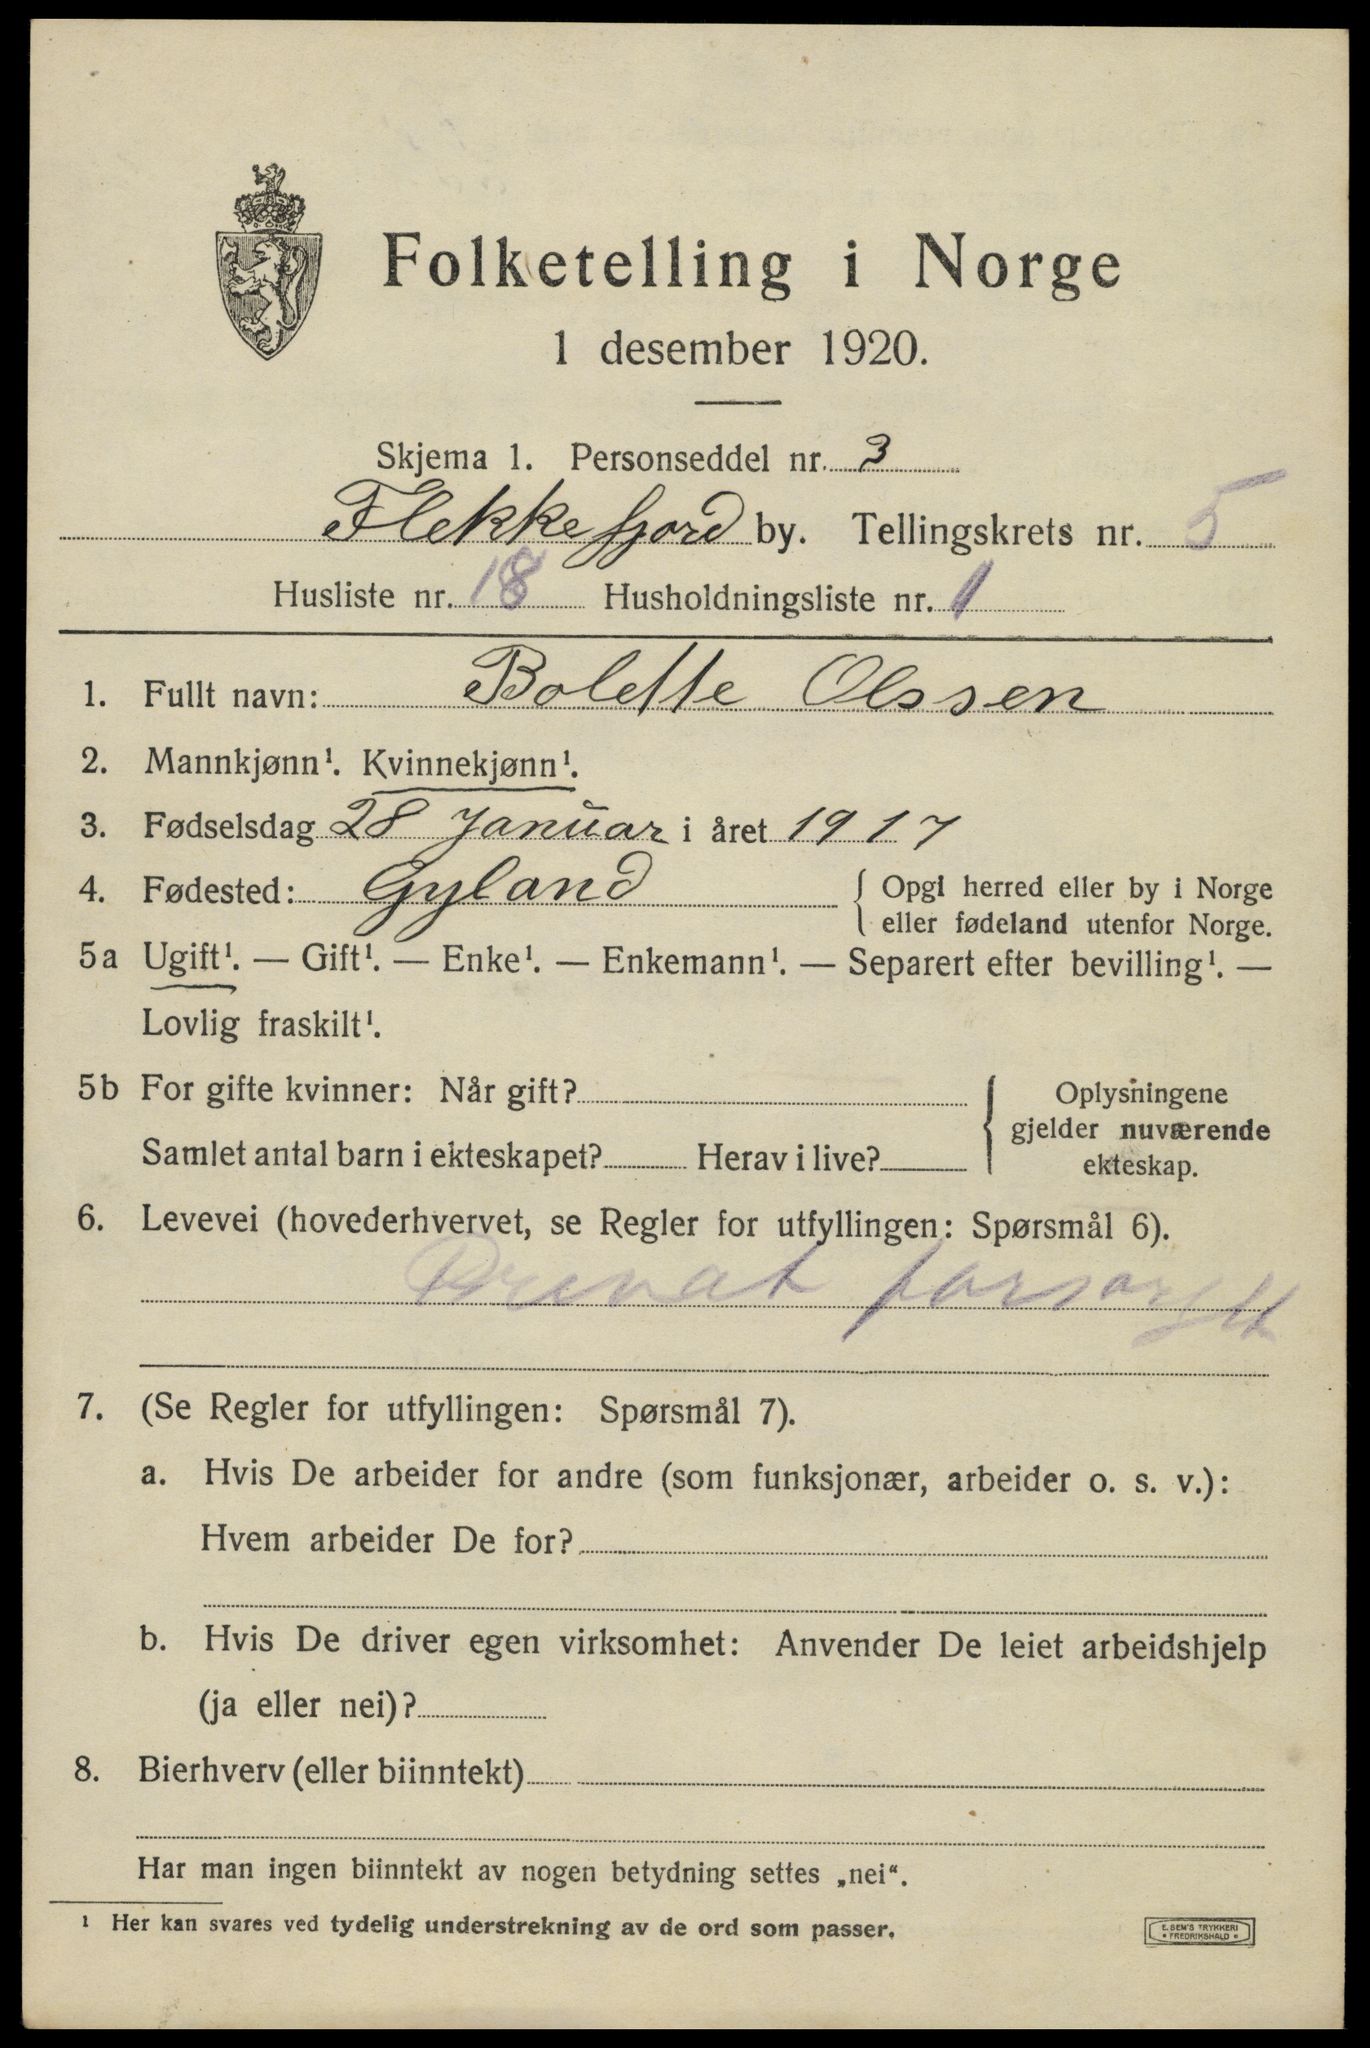 Folketelling i Norge
1 desember 1920.
Skjema 1. Personseddel nr. 3
Flekkefjord by. Tellingskrets nr. 5
Husliste nr. 18 Husholdningsliste nr. 1
1. Fullt navn: Bolette Olssen
2. Mannkjønn¹. Kvinnekjønn¹.
3. Fødselsdag 28 Januar i året 1917
4. Fødested: Gyland { Opgi herred eller by i Norge
eller fødeland utenfor Norge.
5a Ugift¹. — Gift¹. — Enke¹. — Enkemann¹. — Separert efter bevilling¹. —
Lovlig fraskilt¹.
5b For gifte kvinner: Når gift? { Oplysningene
gjelder nuværende
Samlet antal barn i ekteskapet? Herav i live? ekteskap.
6. Levevei (hovederhvervet, se Regler for utfyllingen: Spørsmål 6).
Privat forsørgett
7. (Se Regler for utfyllingen: Spørsmål 7).
a. Hvis De arbeider for andre (som funksjonær, arbeider o. s. v.):
Hvem arbeider De for?
b. Hvis De driver egen virksomhet: Anvender De leiet arbeidshjelp
(ja eller nei)?
8. Bierhverv (eller biinntekt)
Har man ingen biinntekt av nogen betydning settes „nei“.
¹ Her kan svares ved tydelig understrekning av de ord som passer.
E. SEM'S TRYKKERI
* FREDRIKSHALD *